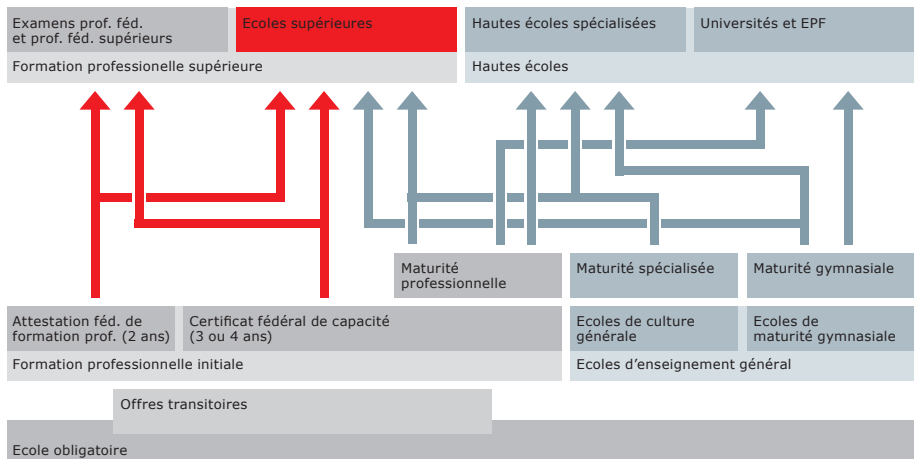 Examens prof. féd.
et prof. féd. supérieurs
Ecoles supérieures
Hautes écoles spécialisées
Universités et EPF
Formation professionelle supérieure
Hautes écoles
Maturité
professionnelle
Maturité spécialisée
Maturité gymnasiale
Attestation féd. de
formation prof. (2 ans)
Certificat fédéral de capacité
(3 ou 4 ans)
Ecoles de culture
générale
Ecoles de
maturité gymnasiale
Formation professionnelle initiale
Ecoles d’enseignement général
Offres transitoires
Ecole obligatoire